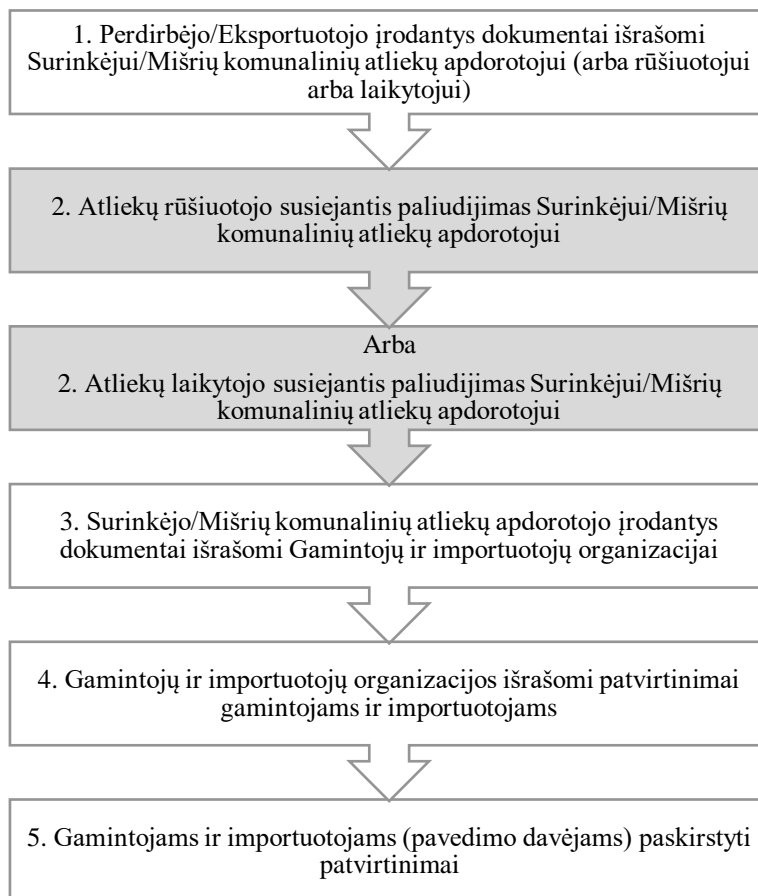 1. Perdirbėjo/Eksportuotojo įrodantys dokumentai išrašomi
Surinkėjui/Mišrių komunalinių atliekų apdorotojui (arba rūšiuotojui
arba laikytojui)
2. Atliekų rūšiuotojo susiejantis paliudijimas Surinkėjui/Mišrių
komunalinių atliekų apdorotojui
Arba
2. Atliekų laikytojo susiejantis paliudijimas Surinkėjui/Mišrių
komunalinių atliekų apdorotojui
3. Surinkėjo/Mišrių komunalinių atliekų apdorotojo įrodantys
dokumentai išrašomi Gamintojų ir importuotojų organizacijai
4. Gamintojų ir importuotojų organizacijos išrašomi patvirtinimai
gamintojams ir importuotojams
5. Gamintojams ir importuotojams (pavedimo davėjams) paskirstyti
patvirtinimai